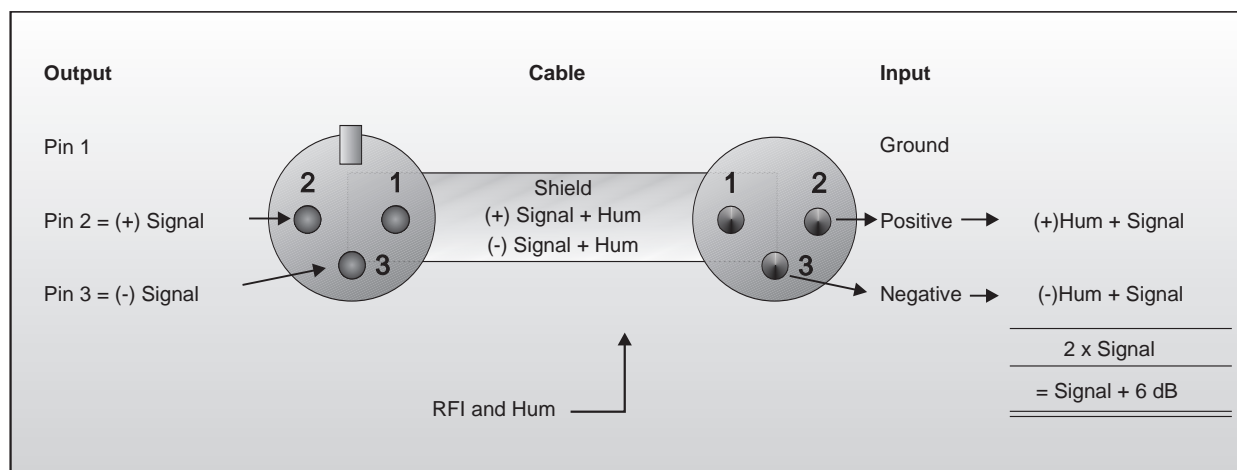 Output
Cable
Input
Pin 1
Ground
2
1
1
2
Shield
Pin 2 = (+) Signal
(+) Signal + Hum
Positive
(+)Hum + Signal
(-) Signal + Hum
3
3
Pin 3 = (-) Signal
Negative
(-)Hum + Signal
2 x Signal
= Signal + 6 dB
RFI and Hum